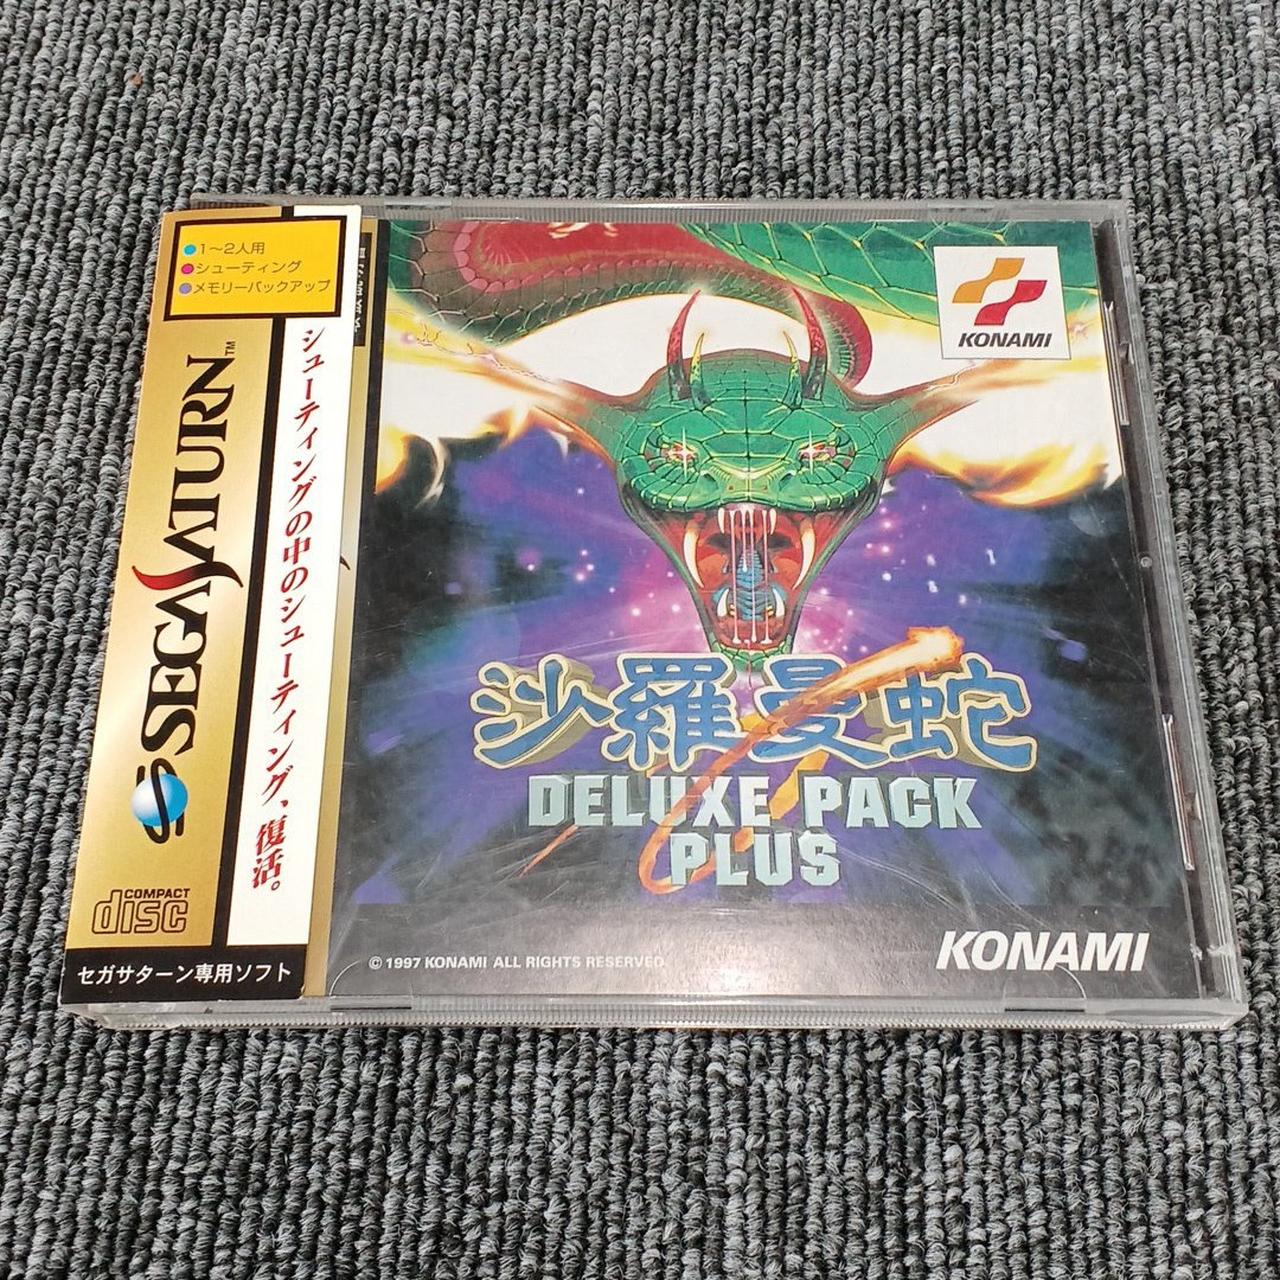 1〜2人用
シューティング
メモリーバックアップ
SEGA SATURN™
シューティングの中のシューティング、復活。
COMPACT
disc
セガサターン専用ソフト
KONAMI
沙羅曼蛇
DELUXE PACK
PLUS
© 1997 KONAMI ALL RIGHTS RESERVED.
KONAMI